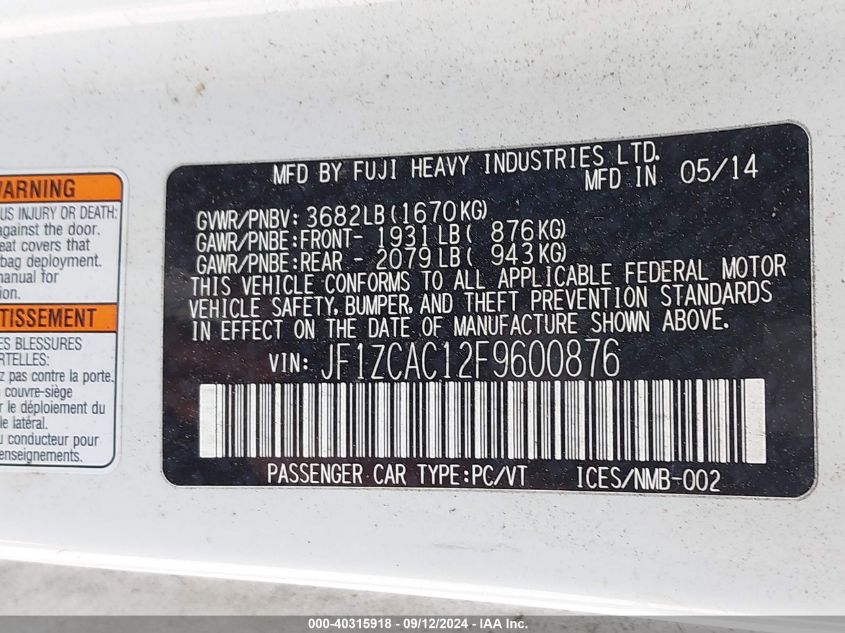 WARNING
US INJURY OR DEATH:
against the door.
eat covers that
bag deployment.
manual for
TISSEMENT
ES BLESSURES
RTELLES:
z pas contre la porte.
couvre-siège
r le déploiement du
le latéral.
u conducteur pour
enseignements.
MFD BY FUJI HEAVY INDUSTRIES LTD.
MFD IN 05/14
GVWR/PNBV: 3682LB(1670KG)
GAWR/PNBE:FRONT- 1931LB( 876KG)
GAWR/PNBE:REAR - 2079LB( 943KG)
THIS VEHICLE CONFORMS TO ALL APPLICABLE FEDERAL MOTOR
VEHICLE SAFETY, BUMPER, AND THEFT PREVENTION STANDARDS
IN EFFECT ON THE DATE OF MANUFACTURE SHOWN ABOVE.
VIN: JF1ZCAC12F9600876
PASSENGER CAR TYPE:PC/VT ICES/NMB-002
000-40315918 - 09/12/2024 - IAA Inc.